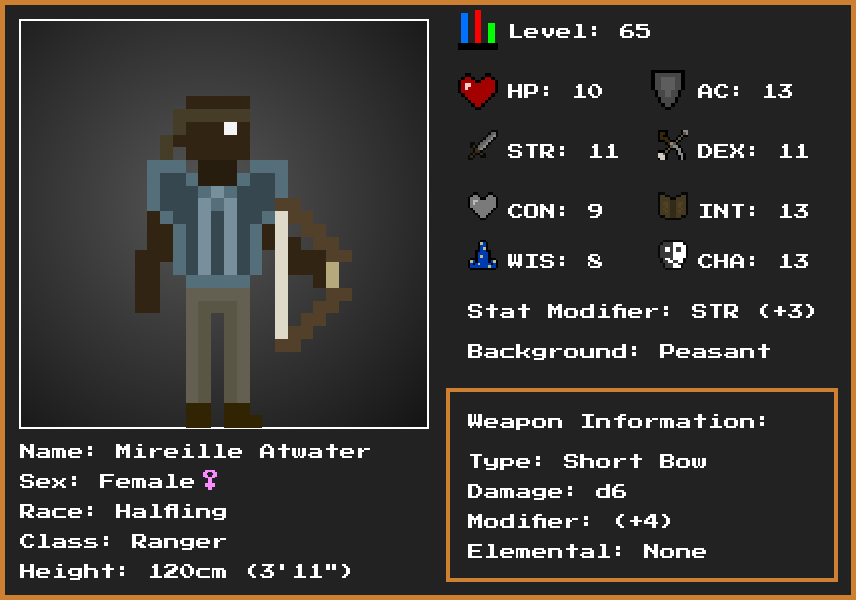 Level: 65
HP: 10
AC: 13
STR: 11
DEX: 11
CON: 9
INT: 13
WIS: 8
CHA: 13
Stat Modifier: STR (+3)
Background: Peasant
Weapon Information:
Type: Short Bow
Damage: d6
Modifier: (+4)
Elemental: None
Name: Mireille Atwater
Sex: Female♀
Race: Halfling
Class: Ranger
Height: 120cm (3'11")